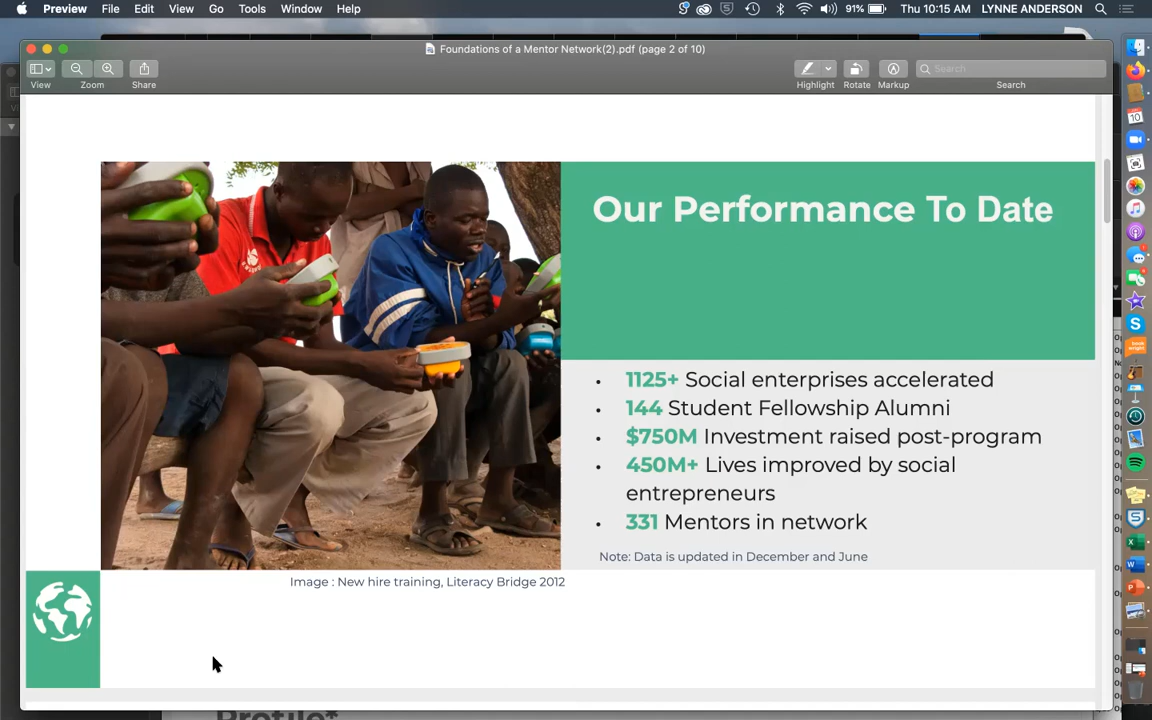 Preview File Edit View Go Tools Window Help 91% Thu 10:15 AM LYNNE ANDERSON
Foundations of a Mentor Network(2).pdf (page 2 of 10)
View Zoom Share Highlight Rotate Markup Search
Search
Our Performance To Date
• 1125+ Social enterprises accelerated
• 144 Student Fellowship Alumni
• $750M Investment raised post-program
• 450M+ Lives improved by social
entrepreneurs
• 331 Mentors in network
Note: Data is updated in December and June
Image : New hire training, Literacy Bridge 2012
Profile*